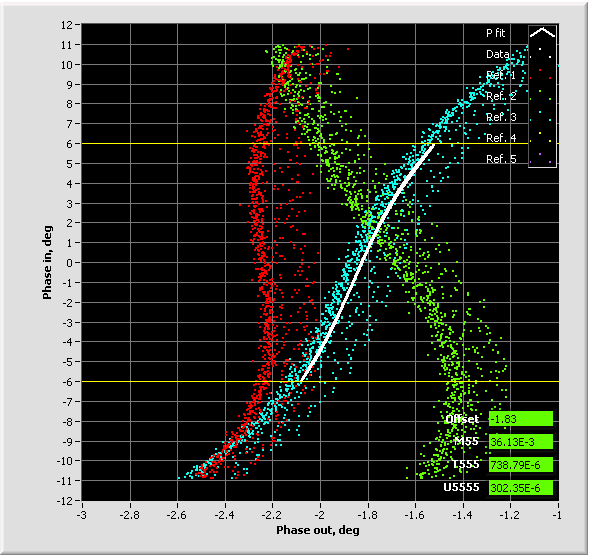 P fit
Data
Ref. 1
Ref. 2
Ref. 3
Ref. 4
Ref. 5
12
11
10
9
8
7
6
5
4
3
2
1
0
-1
-2
-3
-4
-5
-6
-7
-8
-9
-10
-11
-12
Phase in, deg
Offset -1.83
M55 36.13E-3
T555 738.79E-6
U5555 302.35E-6
-3 -2.8 -2.6 -2.4 -2.2 -2 -1.8 -1.6 -1.4 -1.2 -1
Phase out, deg